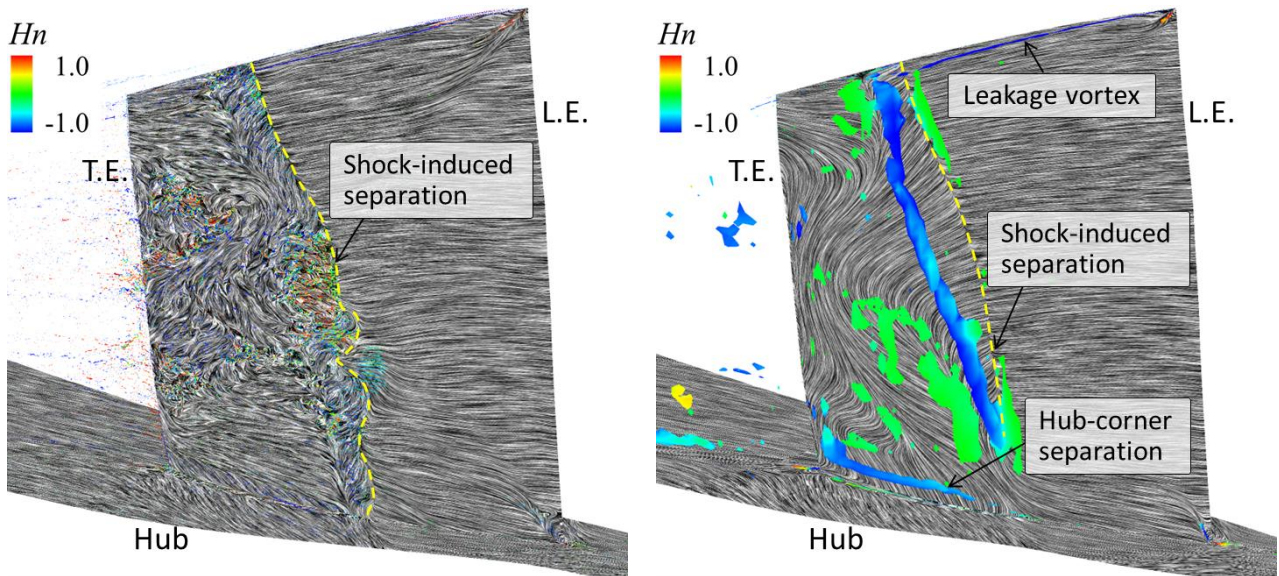 Hn
1.0
-1.0
T.E.
L.E.
Shock-induced
separation
Hub
Hn
1.0
-1.0
T.E.
L.E.
Leakage vortex
Shock-induced
separation
Hub-corner
separation
Hub